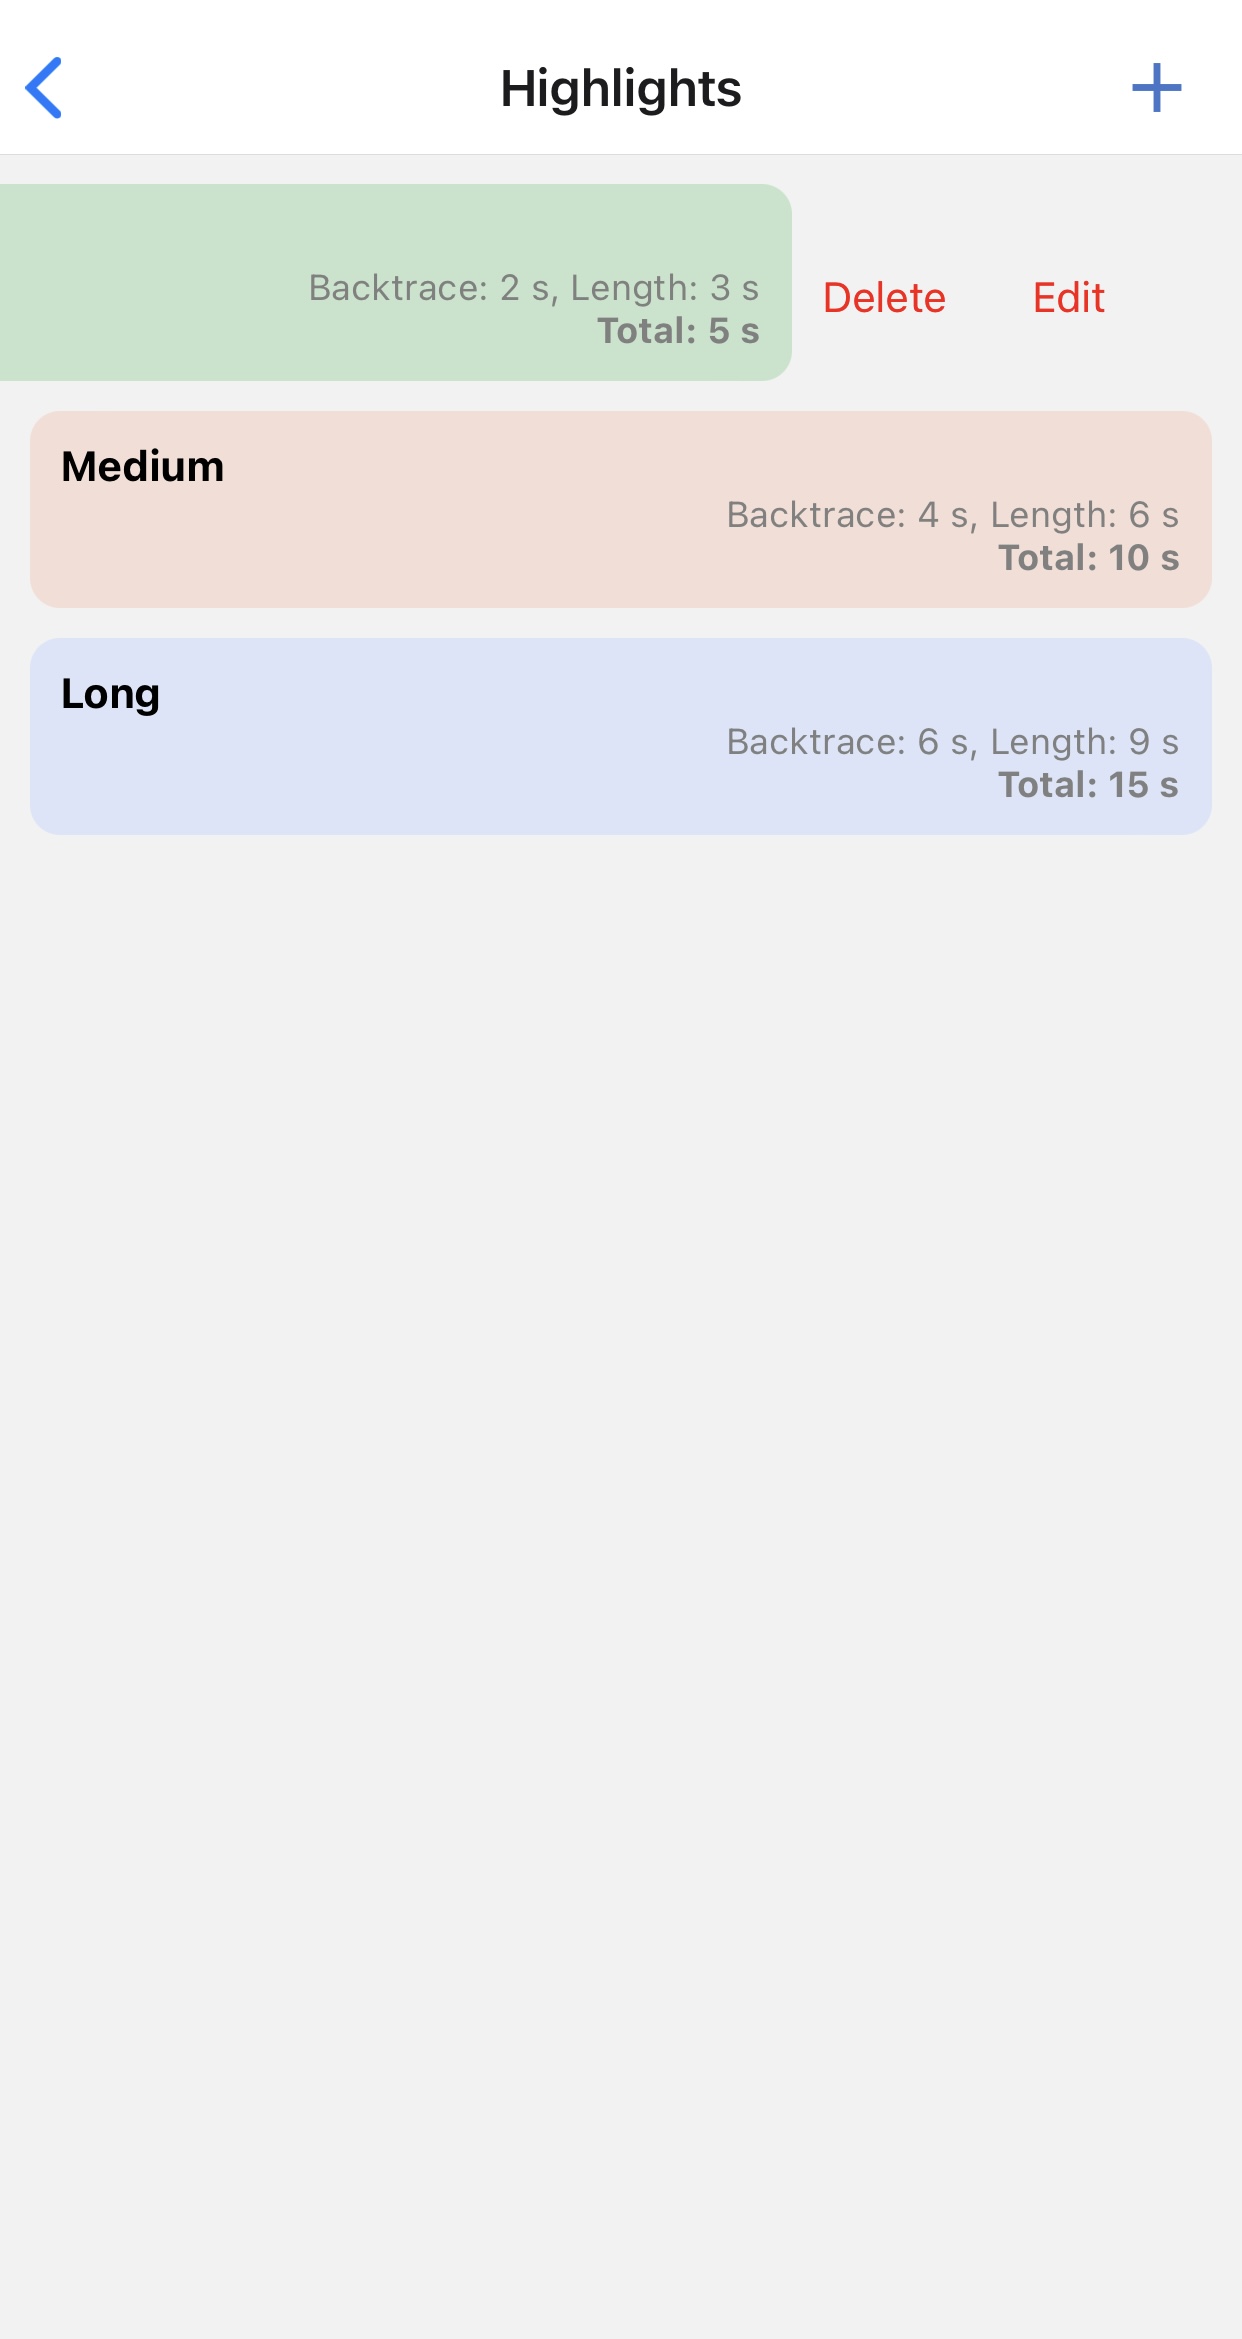 Highlights
Backtrace: 2 s, Length: 3 s
Total: 5 s
Delete
Edit
Medium
Backtrace: 4 s, Length: 6 s
Total: 10 s
Long
Backtrace: 6 s, Length: 9 s
Total: 15 s